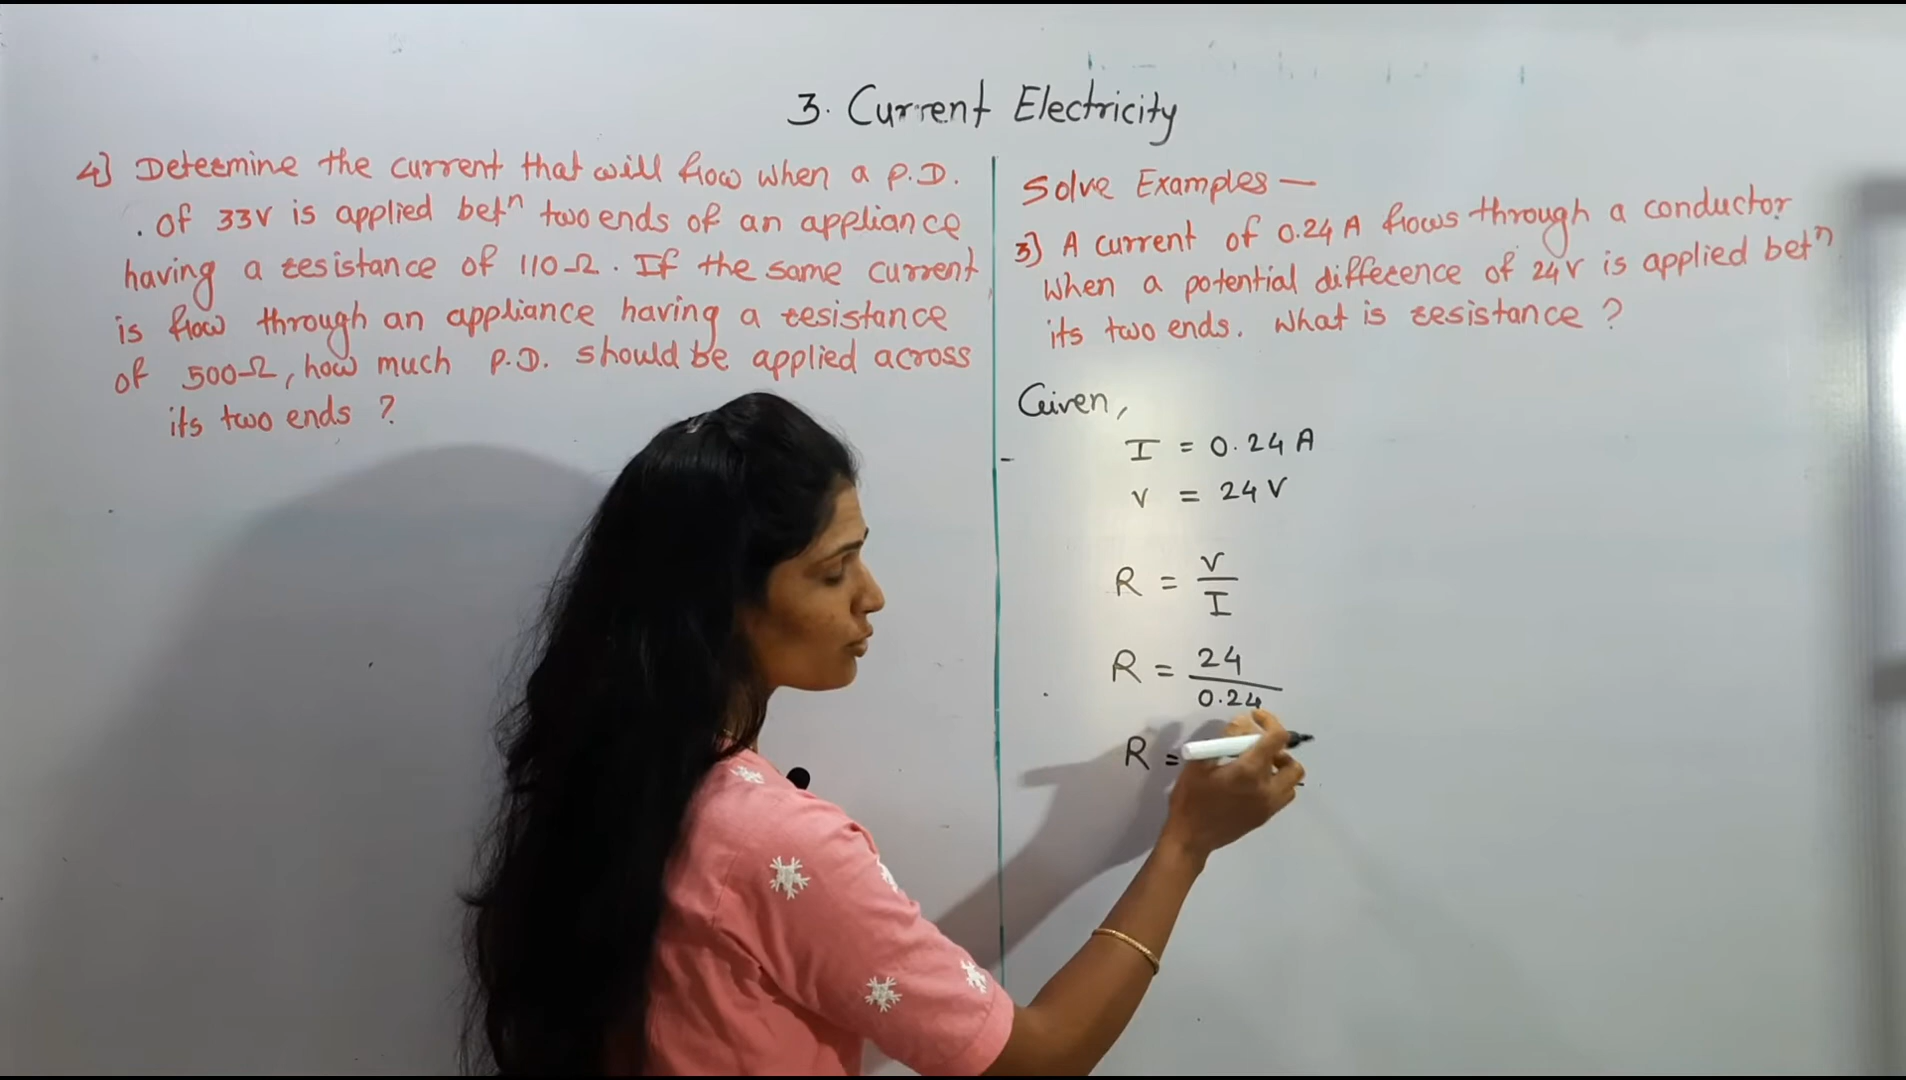 3. Current Electricity
4] Determine the current that will flow when a P.D.
of 33V is applied betⁿ two ends of an appliance
having a resistance of 110Ω. If the same current
is flow through an appliance having a resistance
of 500Ω, how much P.D. should be applied across
its two ends ?
Solve Examples —
3) A current of 0.24 A flows through a conductor
when a potential difference of 24V is applied betⁿ
its two ends. What is resistance ?
Given,
I = 0.24 A
V = 24 V
R = V
I
R = 24
0.24
R =